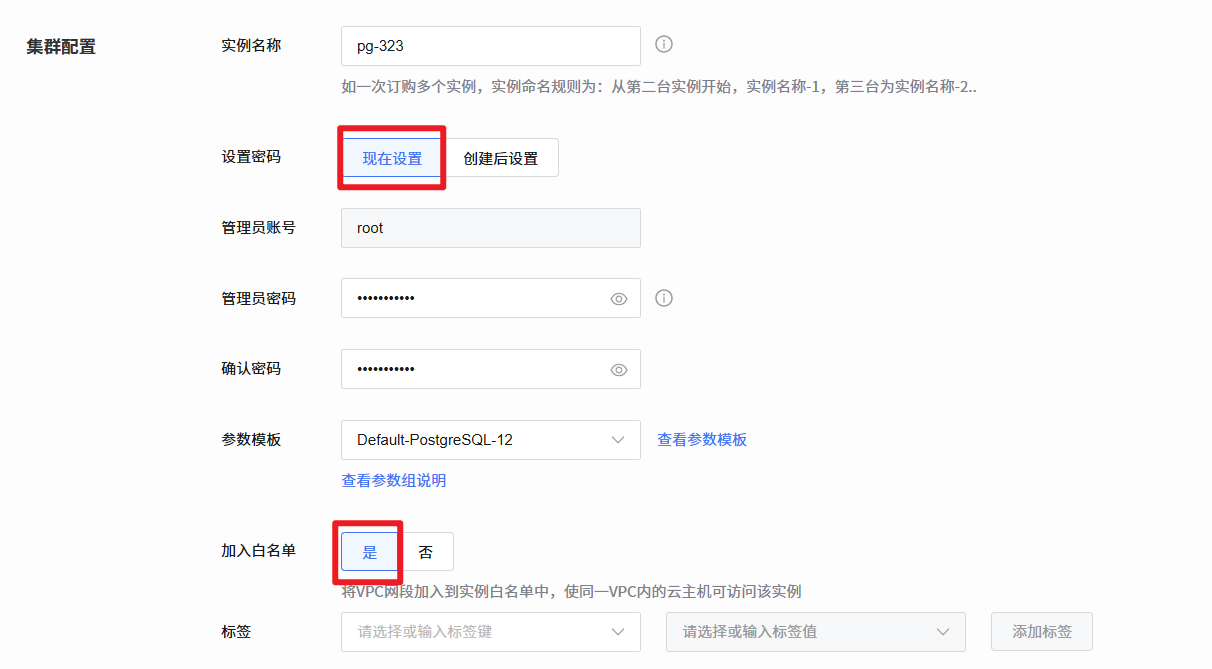 集群配置
实例名称 pg-323
如一次订购多个实例，实例命名规则为：从第二台实例开始，实例名称-1，第三台为实例名称-2..
设置密码 现在设置 创建后设置
管理员账号 root
管理员密码 •••••••••••
确认密码 •••••••••••
参数模板 Default-PostgreSQL-12 查看参数模板
查看参数组说明
加入白名单 是 否
将VPC网段加入到实例白名单中，使同一VPC内的云主机可访问该实例
标签 请选择或输入标签键 请选择或输入标签值 添加标签